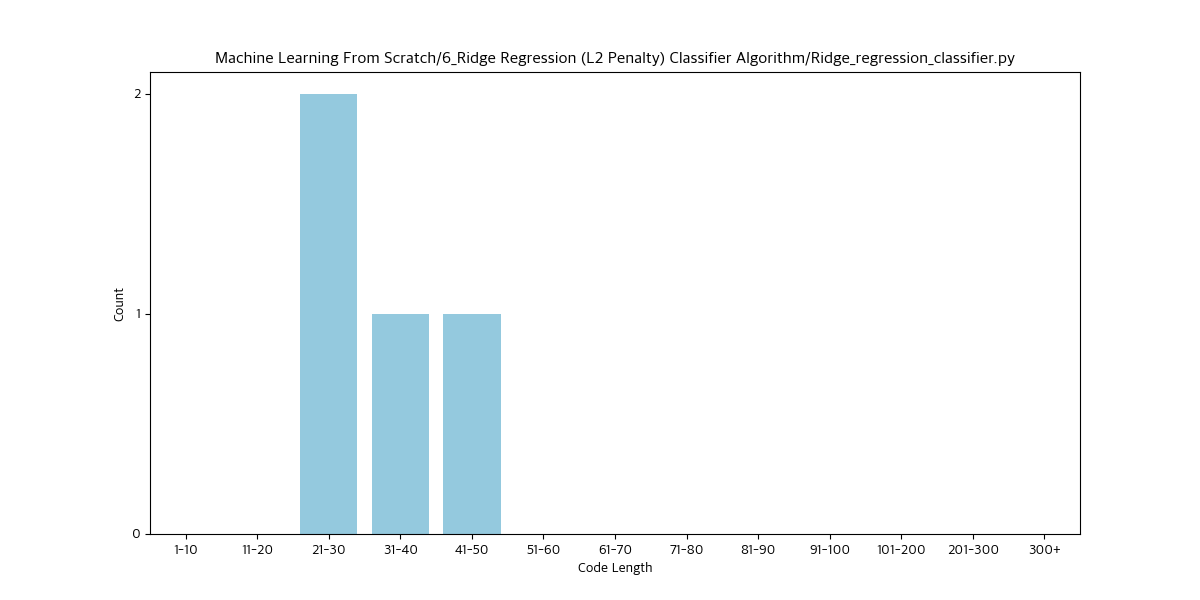 Machine Learning From Scratch/6_Ridge Regression (L2 Penalty) Classifier Algorithm/Ridge_regression_classifier.py
2
1
0
Count
1-10 11-20 21-30 31-40 41-50 51-60 61-70 71-80 81-90 91-100 101-200 201-300 300+
Code Length